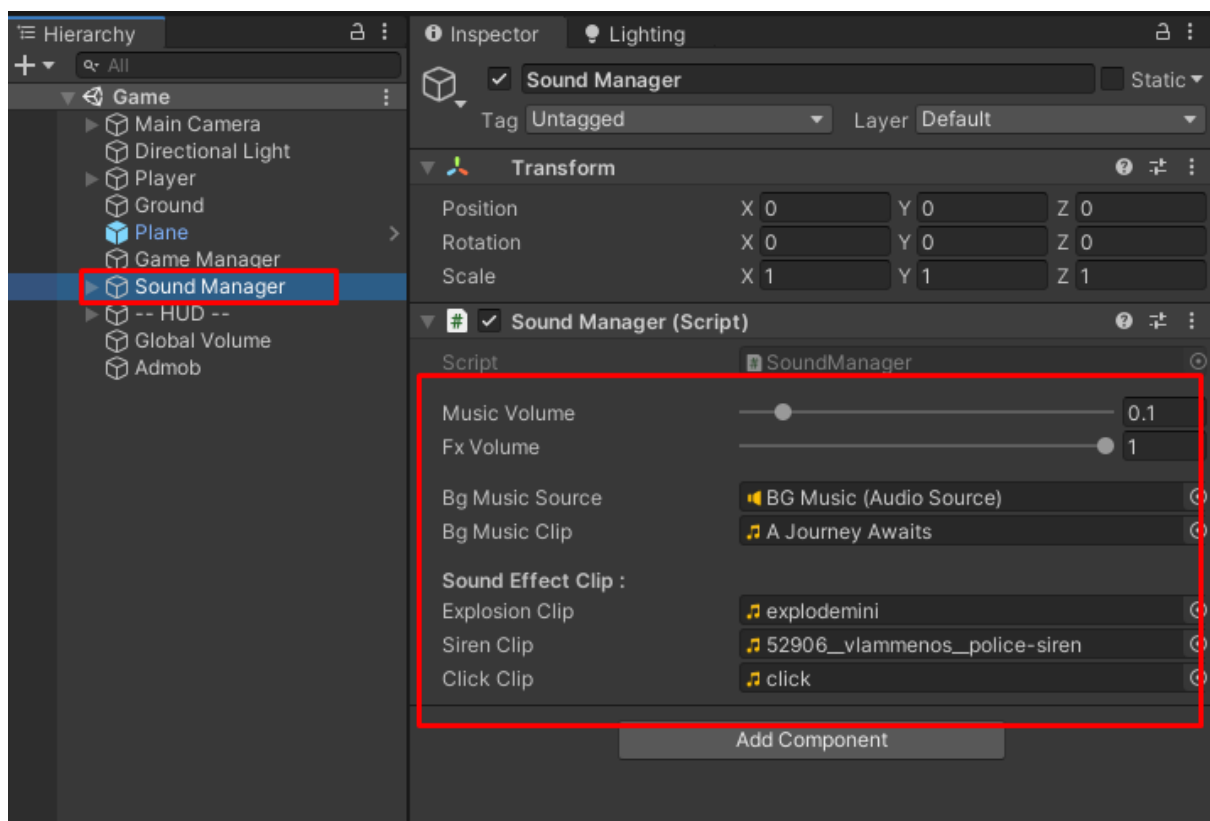 Hierarchy
All
Game
Main Camera
Directional Light
Player
Ground
Plane
Game Manager
Sound Manager
-- HUD --
Global Volume
Admob
Inspector
Lighting
Sound Manager
Static
Tag Untagged
Layer Default
Transform
Position X 0 Y 0 Z 0
Rotation X 0 Y 0 Z 0
Scale X 1 Y 1 Z 1
# Sound Manager (Script)
Script SoundManager
Music Volume 0.1
Fx Volume 1
Bg Music Source BG Music (Audio Source)
Bg Music Clip A Journey Awaits
Sound Effect Clip :
Explosion Clip explodemini
Siren Clip 52906__vlammenos__police-siren
Click Clip click
Add Component